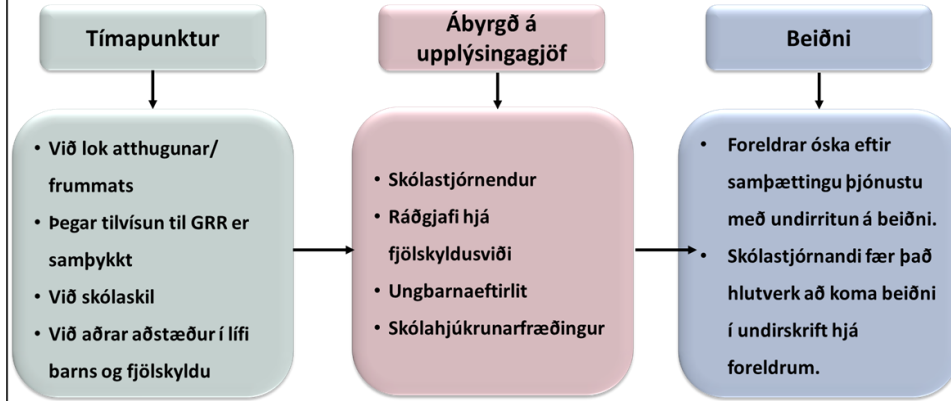 Tímapunktur
• Við lok atthugunar/
frummats
• Þegar tilvísun til GRR er
samþykkt
• Við skólaskil
• Við aðrar aðstæður í lífi
barns og fjölskyldu
Ábyrgð á
upplýsingagjöf
• Skólastjórnendur
• Ráðgjafi hjá
fjölskyldusviði
• Ungbarnaeftirlit
• Skólahjúkrunarfræðingur
Beiðni
• Foreldrar óska eftir
samþættingu þjónustu
með undirritun á beiðni.
• Skólastjórnandi fær það
hlutverk að koma beiðni
í undirskrift hjá
foreldrum.